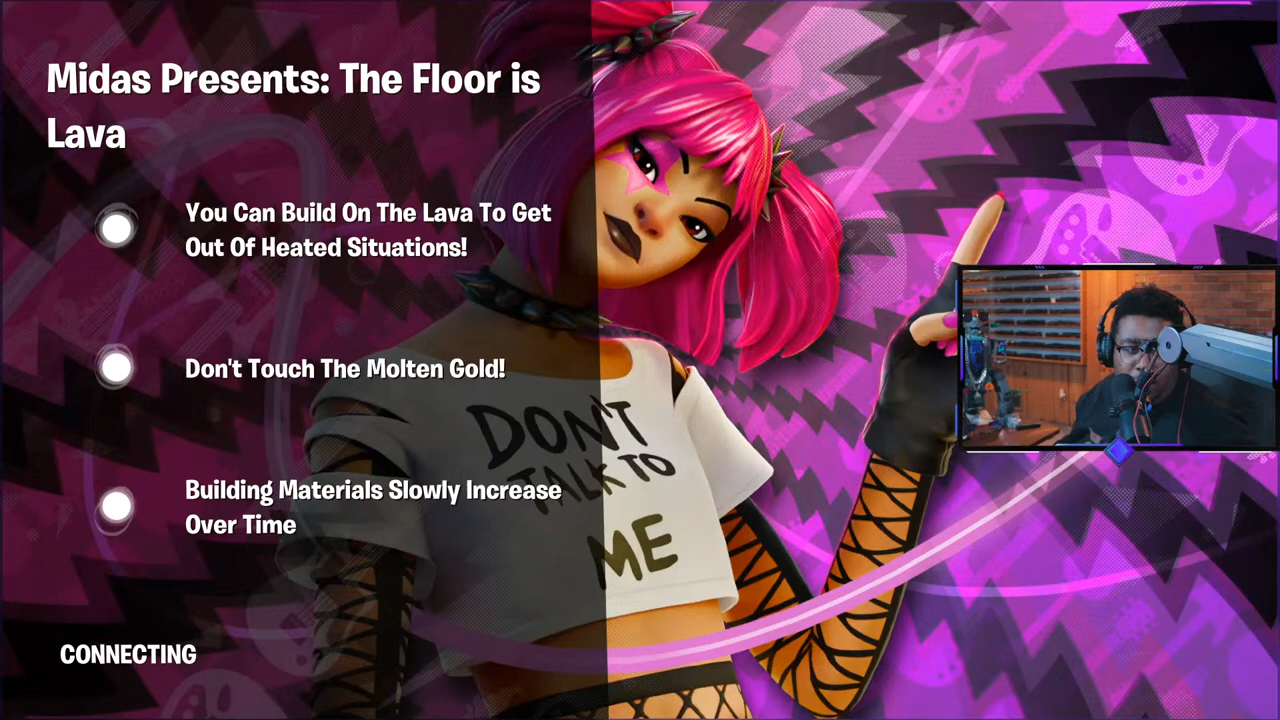 Midas Presents: The Floor is
Lava
You Can Build On The Lava To Get
Out Of Heated Situations!
Don't Touch The Molten Gold!
Building Materials Slowly Increase
Over Time
CONNECTING
DON'T
TALK TO
ME